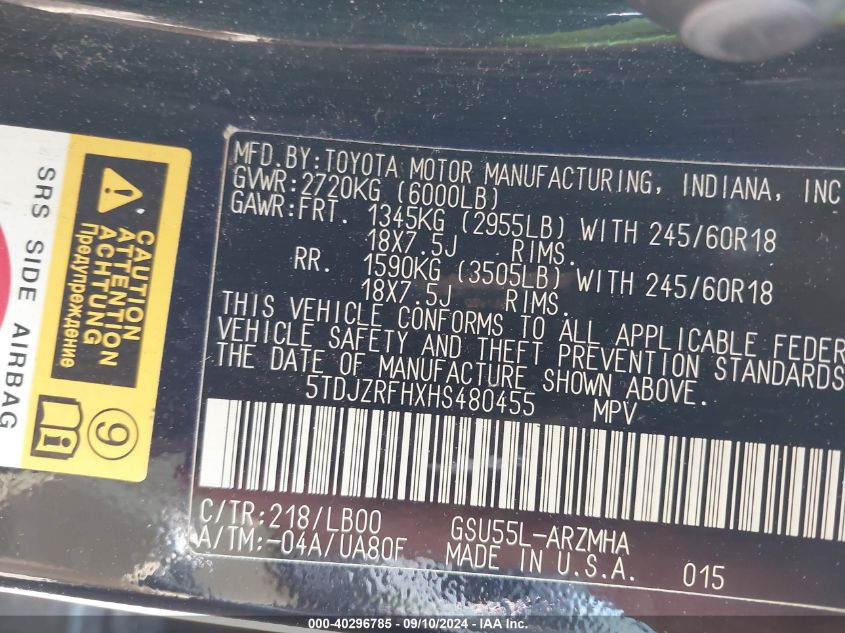 MFD.BY:TOYOTA MOTOR MANUFACTURING, INDIANA, INC
GVWR:2720KG (6000LB)
GAWR:FRT. 1345KG (2955LB) WITH 245/60R18
18X7.5J RIMS.
RR. 1590KG (3505LB) WITH 245/60R18
18X7.5J RIMS.
THIS VEHICLE CONFORMS TO ALL APPLICABLE FEDER
VEHICLE SAFETY AND THEFT PREVENTION STANDARDS
THE DATE OF MANUFACTURE SHOWN ABOVE.
5TDJZRFHXHS480455 MPV
C/TR:218/LB00 GSU55L-ARZMHA
A/TM:-04A/UA80F MADE IN U.S.A. 015
SRS SIDE AIRBAG
CAUTION
ATTENTION
ACHTUNG
Предупреждение
9
000-40296785 - 09/10/2024 - IAA Inc.